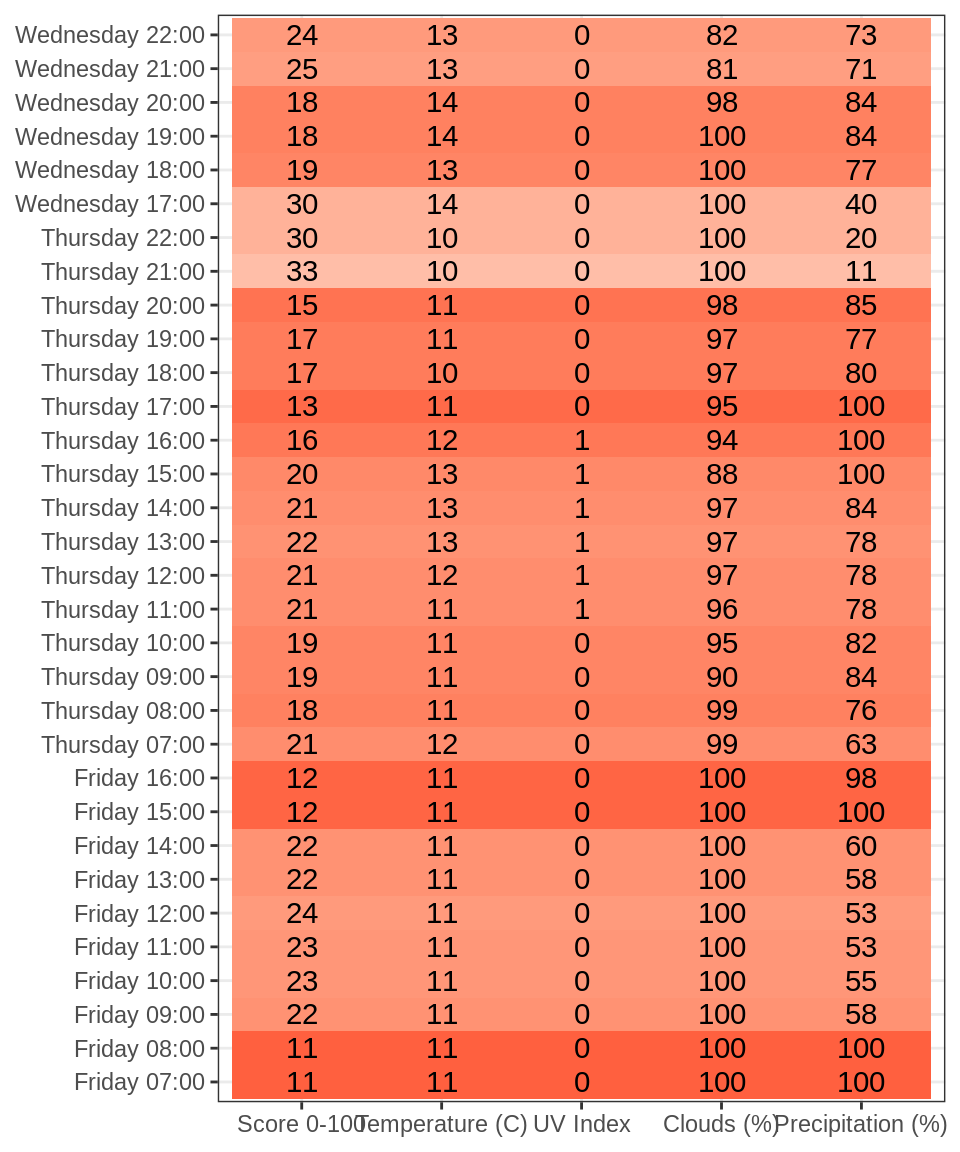 Wednesday 22:00 24 13 0 82 73
Wednesday 21:00 25 13 0 81 71
Wednesday 20:00 18 14 0 98 84
Wednesday 19:00 18 14 0 100 84
Wednesday 18:00 19 13 0 100 77
Wednesday 17:00 30 14 0 100 40
Thursday 22:00 30 10 0 100 20
Thursday 21:00 33 10 0 100 11
Thursday 20:00 15 11 0 98 85
Thursday 19:00 17 11 0 97 77
Thursday 18:00 17 10 0 97 80
Thursday 17:00 13 11 0 95 100
Thursday 16:00 16 12 1 94 100
Thursday 15:00 20 13 1 88 100
Thursday 14:00 21 13 1 97 84
Thursday 13:00 22 13 1 97 78
Thursday 12:00 21 12 1 97 78
Thursday 11:00 21 11 1 96 78
Thursday 10:00 19 11 0 95 82
Thursday 09:00 19 11 0 90 84
Thursday 08:00 18 11 0 99 76
Thursday 07:00 21 12 0 99 63
Friday 16:00 12 11 0 100 98
Friday 15:00 12 11 0 100 100
Friday 14:00 22 11 0 100 60
Friday 13:00 22 11 0 100 58
Friday 12:00 24 11 0 100 53
Friday 11:00 23 11 0 100 53
Friday 10:00 23 11 0 100 55
Friday 09:00 22 11 0 100 58
Friday 08:00 11 11 0 100 100
Friday 07:00 11 11 0 100 100
Score 0-100 Temperature (C) UV Index Clouds (%) Precipitation (%)